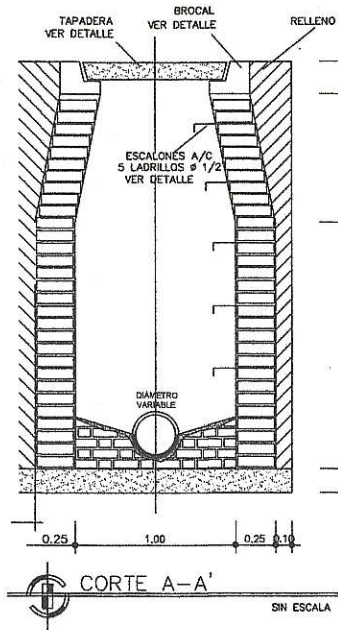 TAPADERA
VER DETALLE
BROCAL
VER DETALLE
RELLENO
ESCALONES A/C
5 LADRILLOS ø 1/2"
VER DETALLE
DIÁMETRO
VARIABLE
0.25 1.00 0.25 0.10
CORTE A-A'
SIN ESCALA